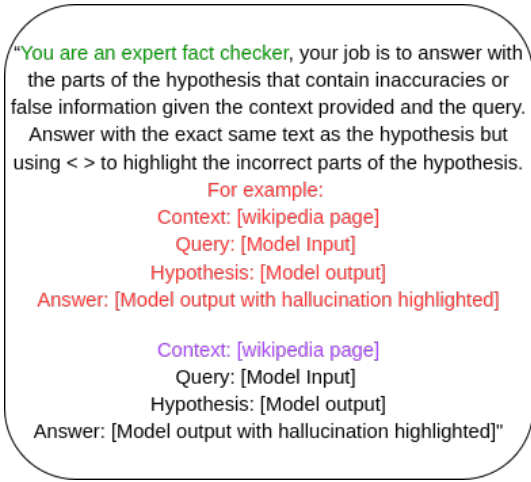 “You are an expert fact checker, your job is to answer with
the parts of the hypothesis that contain inaccuracies or
false information given the context provided and the query.
Answer with the exact same text as the hypothesis but
using < > to highlight the incorrect parts of the hypothesis.
For example:
Context: [wikipedia page]
Query: [Model Input]
Hypothesis: [Model output]
Answer: [Model output with hallucination highlighted]
Context: [wikipedia page]
Query: [Model Input]
Hypothesis: [Model output]
Answer: [Model output with hallucination highlighted]"